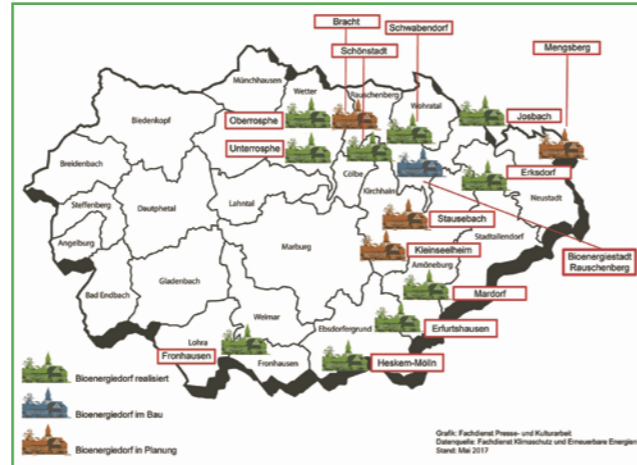 Schwabendorf
Bracht
Schönstadt
Mengsberg
Münchhausen
Wetter
Rauschenberg
Wohratal
Josbach
Biedenkopf
Oberrosphe
Unterrosphe
Breidenbach
Cölbe
Kirchhain
Erksdorf
Neustadt
Steffenberg
Dautphetal
Lahntal
Stausebach
Stadtallendorf
Angelburg
Marburg
Kleinseelheim
Bioenergiestadt
Rauschenberg
Amöneburg
Gladenbach
Bad Endbach
Mardorf
Weimar
Ebsdorfergrund
Erfurtshausen
Lohra
Fronhausen
Fronhausen
Heskem-Mölln
Bioenergiedorf realisiert
Bioenergiedorf im Bau
Bioenergiedorf in Planung
Grafik: Fachdienst Presse- und Kulturarbeit
Datenquelle: Fachdienst Klimaschutz und Erneuerbare Energien
Stand: Mai 2017